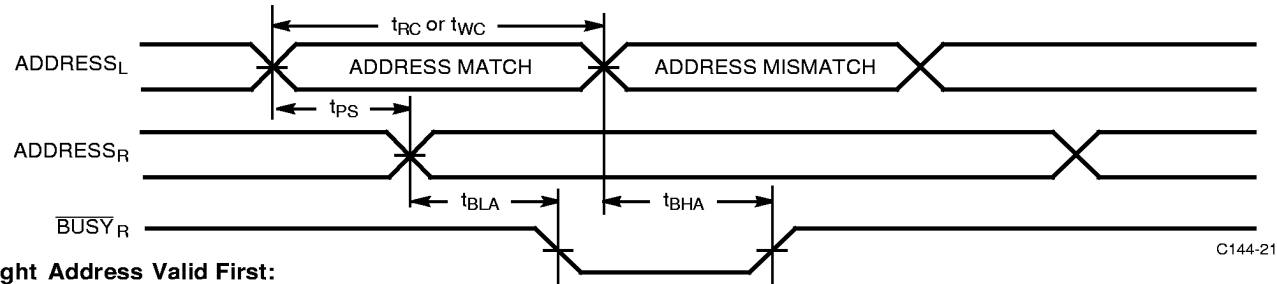 tRC or tWC
ADDRESSL
ADDRESS MATCH
ADDRESS MISMATCH
tPS
ADDRESSR
tBLA
tBHA
BUSYR
C144-21
ght Address Valid First: